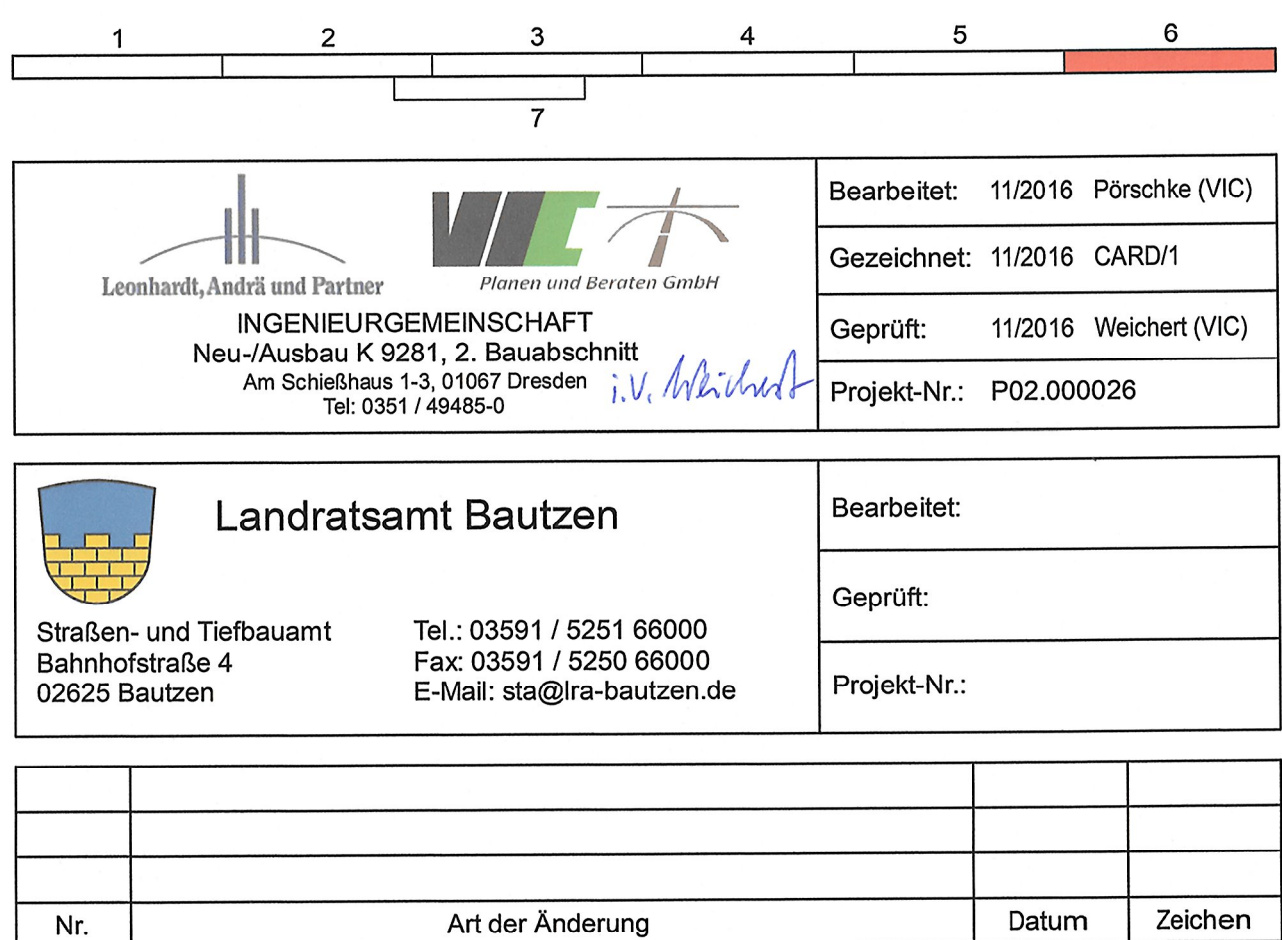 1 2 3 4 5 6
7
Leonhardt, Andrä und Partner
VIC
Planen und Beraten GmbH
INGENIEURGEMEINSCHAFT
Neu-/Ausbau K 9281, 2. Bauabschnitt
Am Schießhaus 1-3, 01067 Dresden
Tel: 0351 / 49485-0
i.V. Weichert
Bearbeitet: 11/2016 Pörschke (VIC)
Gezeichnet: 11/2016 CARD/1
Geprüft: 11/2016 Weichert (VIC)
Projekt-Nr.: P02.000026
Landratsamt Bautzen
Straßen- und Tiefbauamt
Bahnhofstraße 4
02625 Bautzen
Tel.: 03591 / 5251 66000
Fax: 03591 / 5250 66000
E-Mail: sta@lra-bautzen.de
Bearbeitet:
Geprüft:
Projekt-Nr.:
Nr. Art der Änderung Datum Zeichen